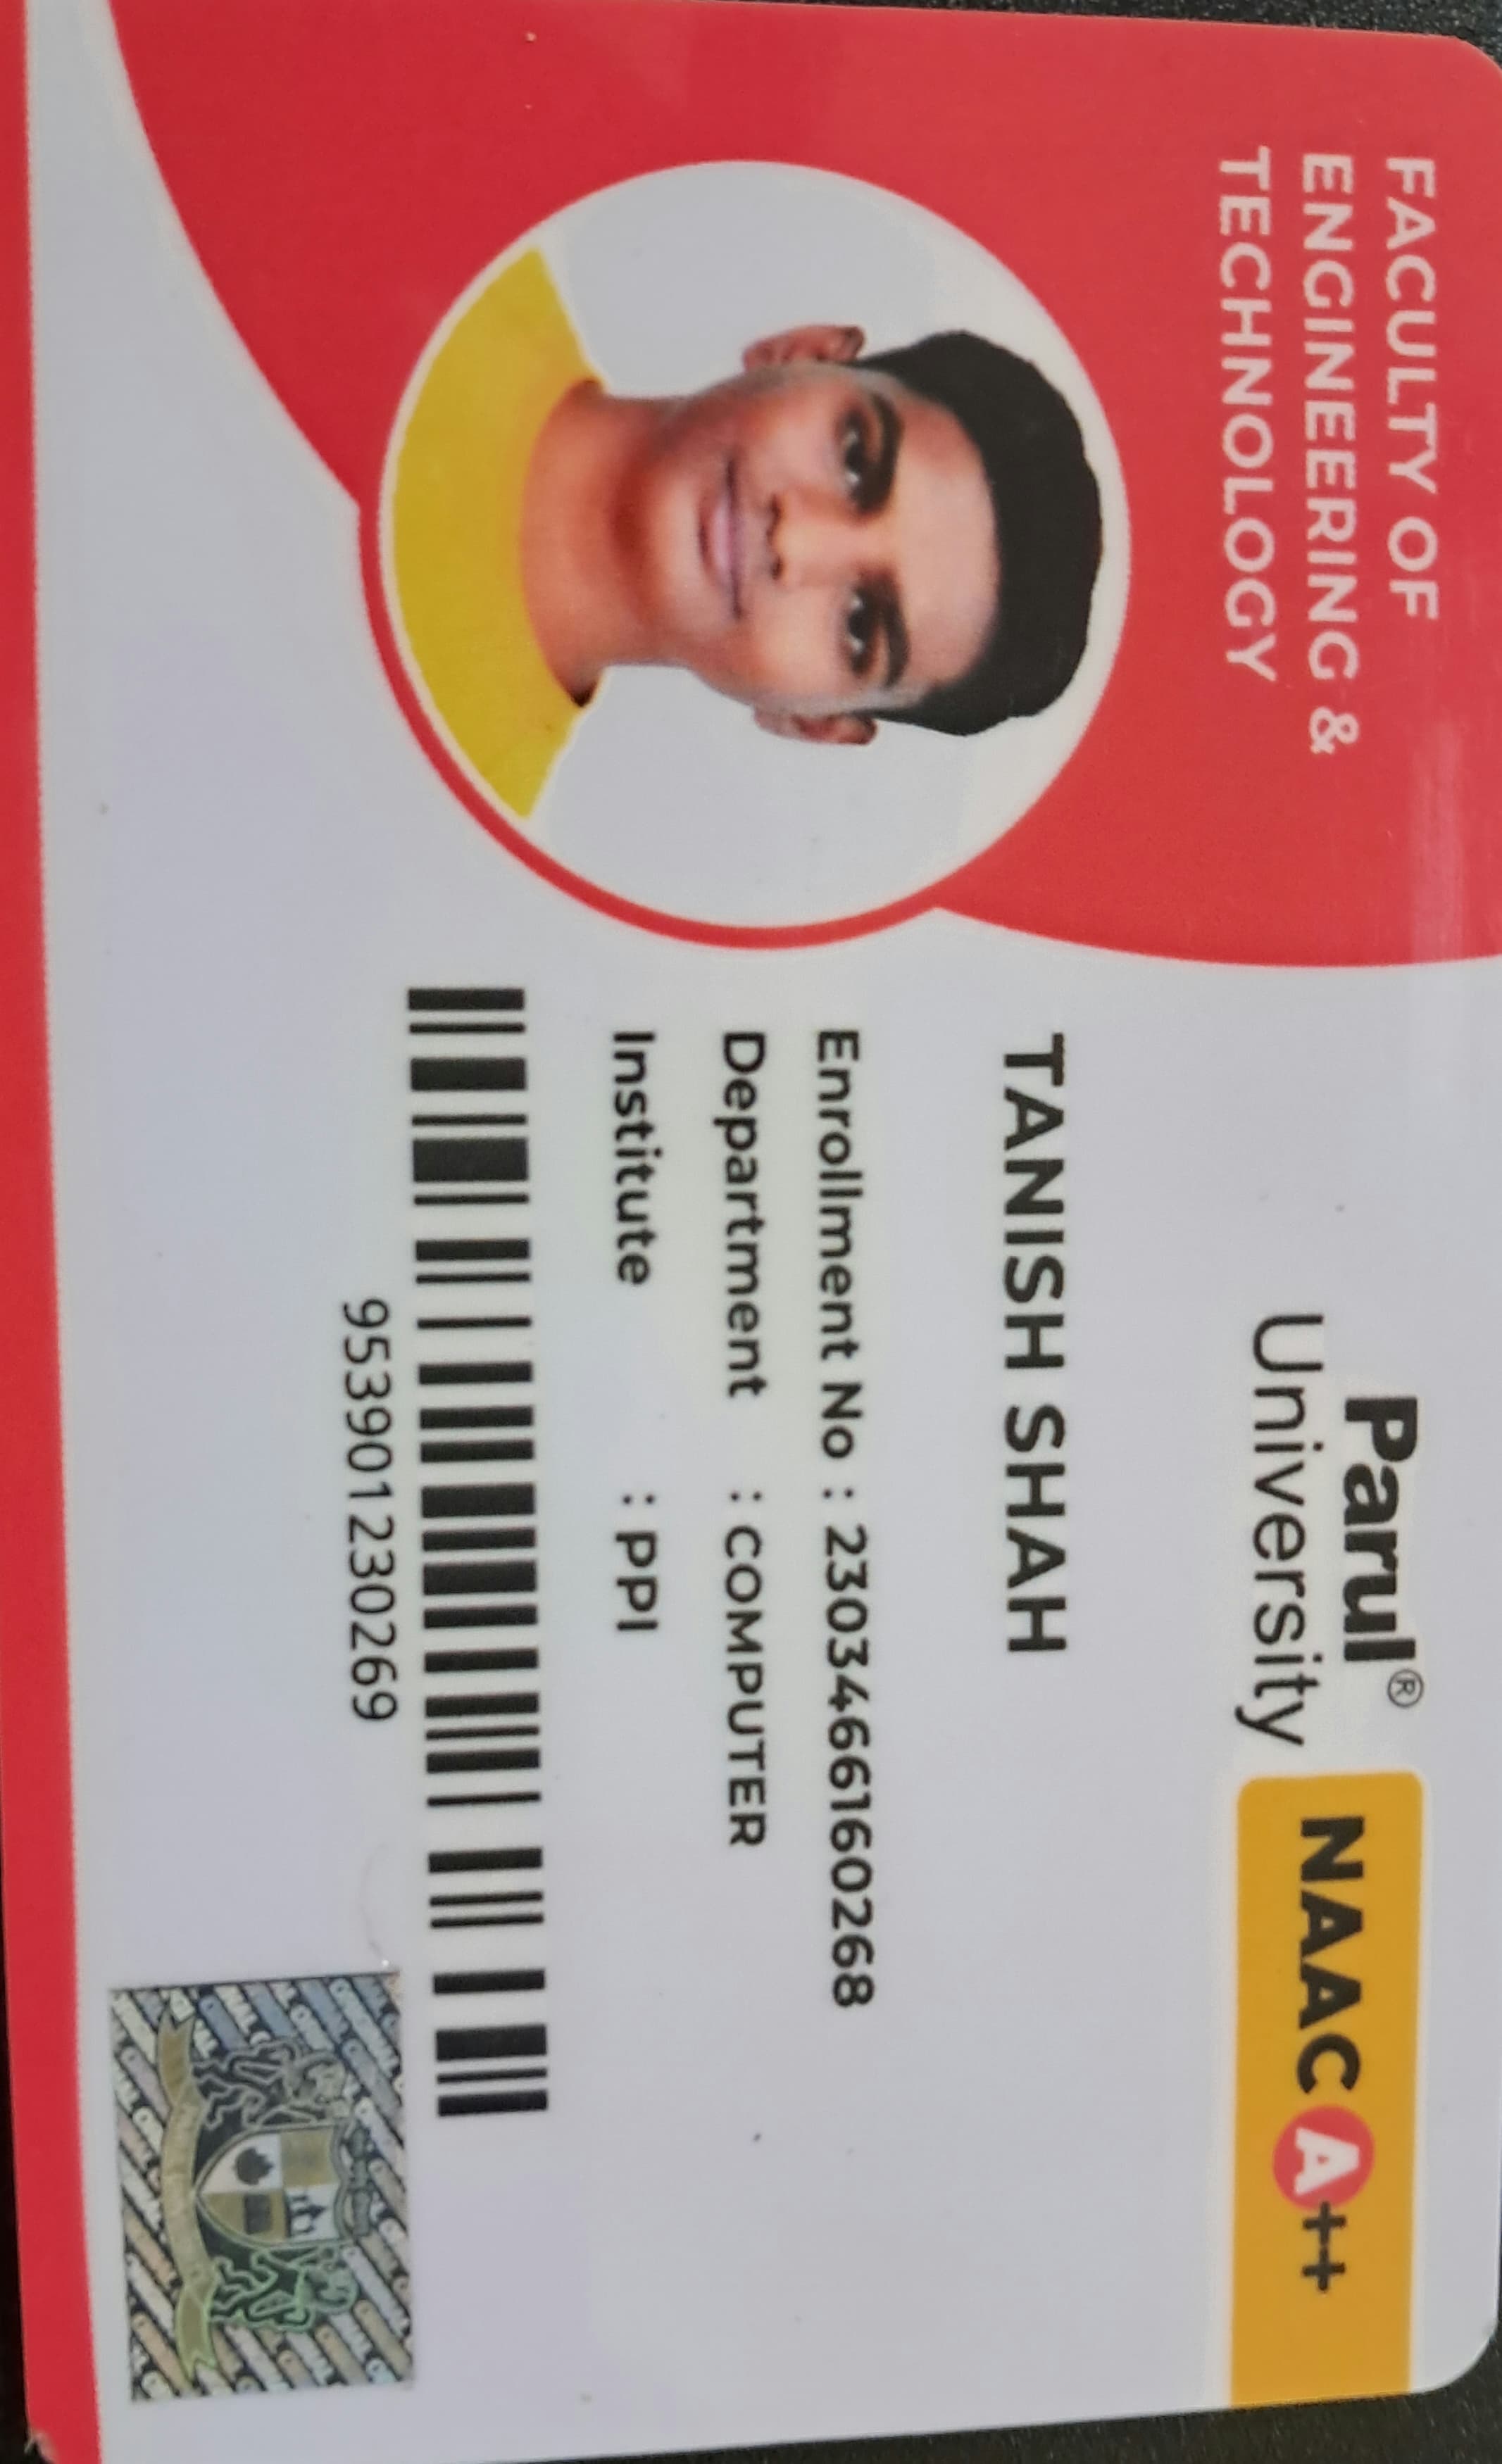 FACULTY OF
ENGINEERING &
TECHNOLOGY
Parul®
University
NAAC A++
TANISH SHAH
Enrollment No : 2303466160268
Department : COMPUTER
Institute : PPI
953901230269